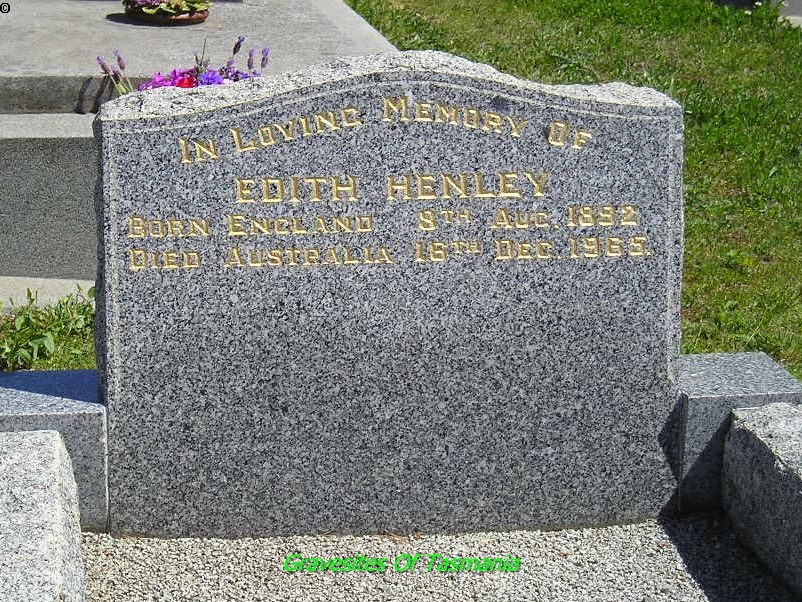 ©
IN LOVING MEMORY OF
EDITH HENLEY
BORN ENGLAND 8TH AUG. 1892
DIED AUSTRALIA 16TH DEC. 1965.
Gravesites Of Tasmania